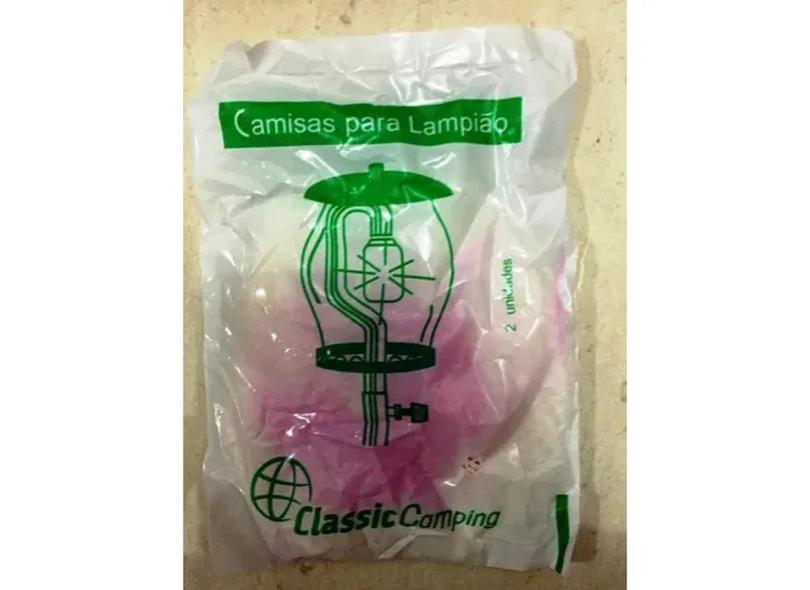 Camisas para Lampião
2 unidades
Classic Camping